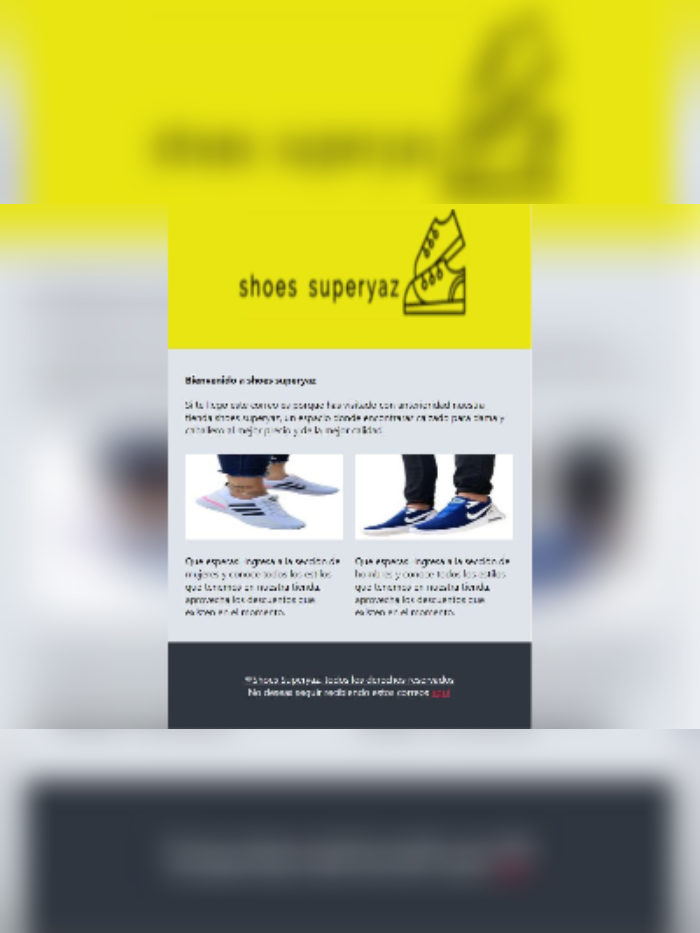 shoes superyaz
Bienvenido a shoes superyaz
Si te llego este correo es porque has visitado con anterioridad nuestra
tienda shoes superyaz, un espacio donde encontraras calzado para dama y
caballero al mejor precio y de la mejor calidad.
Que esperas. Ingresa a la sección de
mujeres y conoce todos los estilos
que tenemos en nuestra tienda,
aprovecha los descuentos que
existen en el momento.
Que esperas. Ingresa a la sección de
hombres y conoce todos los estilos
que tenemos en nuestra tienda,
aprovecha los descuentos que
existen en el momento.
©Shoes Superyaz, todos los derechos reservados.
No deseas seguir recibiendo estos correos aquí